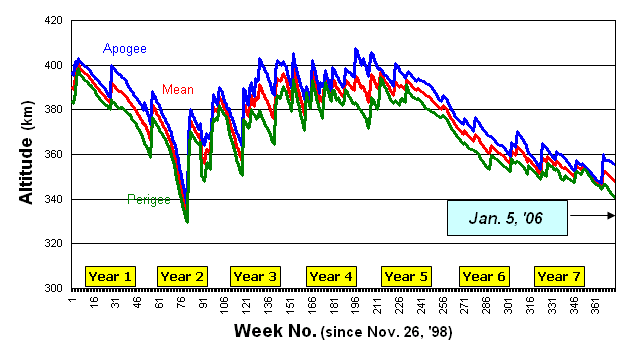 420
400
380
360
340
320
300
Altitude (km)
Apogee
Mean
Perigee
Jan. 5, '06
Year 1 Year 2 Year 3 Year 4 Year 5 Year 6 Year 7
1 16 31 46 61 76 91 106 121 136 151 166 181 196 211 226 241 256 271 286 301 316 331 346 361
Week No. (since Nov. 26, '98)